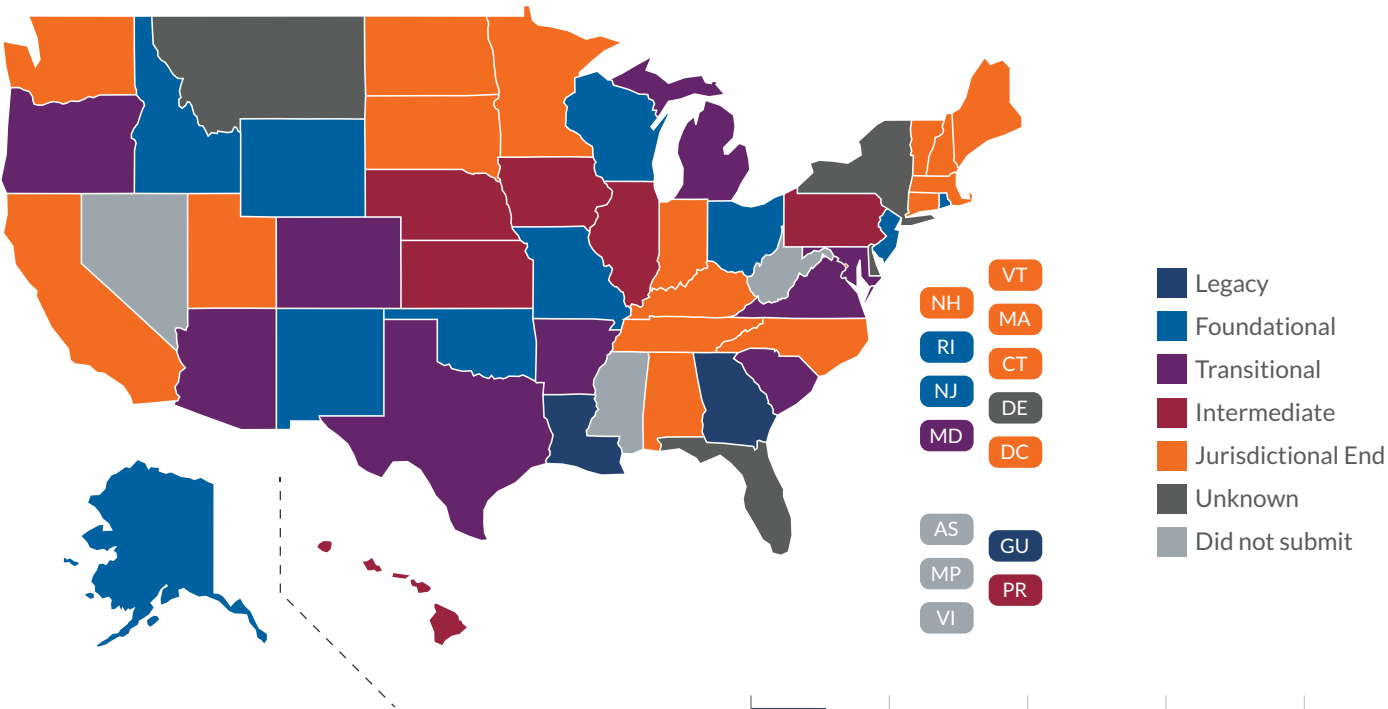 VT
NH
MA
RI
CT
NJ
DE
MD
DC
AS
GU
MP
PR
VI
Legacy
Foundational
Transitional
Intermediate
Jurisdictional End
Unknown
Did not submit